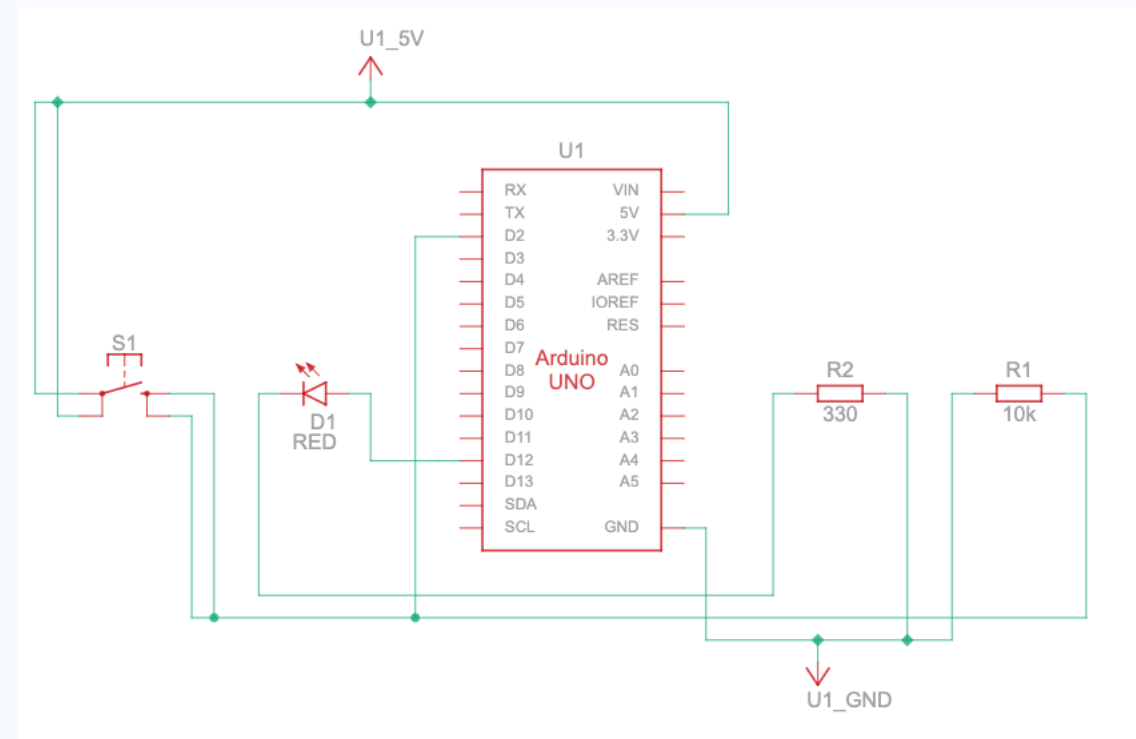 U1_5V
U1
RX VIN
TX 5V
D2 3.3V
D3
D4 AREF
D5 IOREF
D6 RES
D7
D8 A0
D9 A1
D10 A2
D11 A3
D12 A4
D13 A5
SDA
SCL GND
Arduino
UNO
S1
D1
RED
R2
330
R1
10k
U1_GND